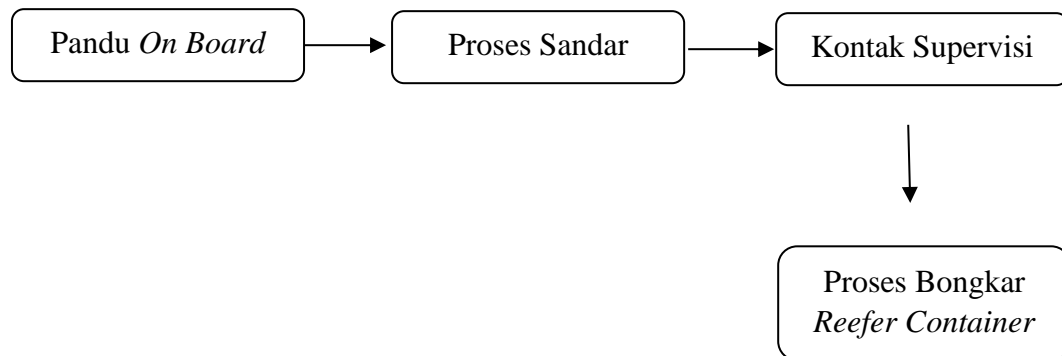 Pandu On Board
Proses Sandar
Kontak Supervisi
Proses Bongkar
Reefer Container